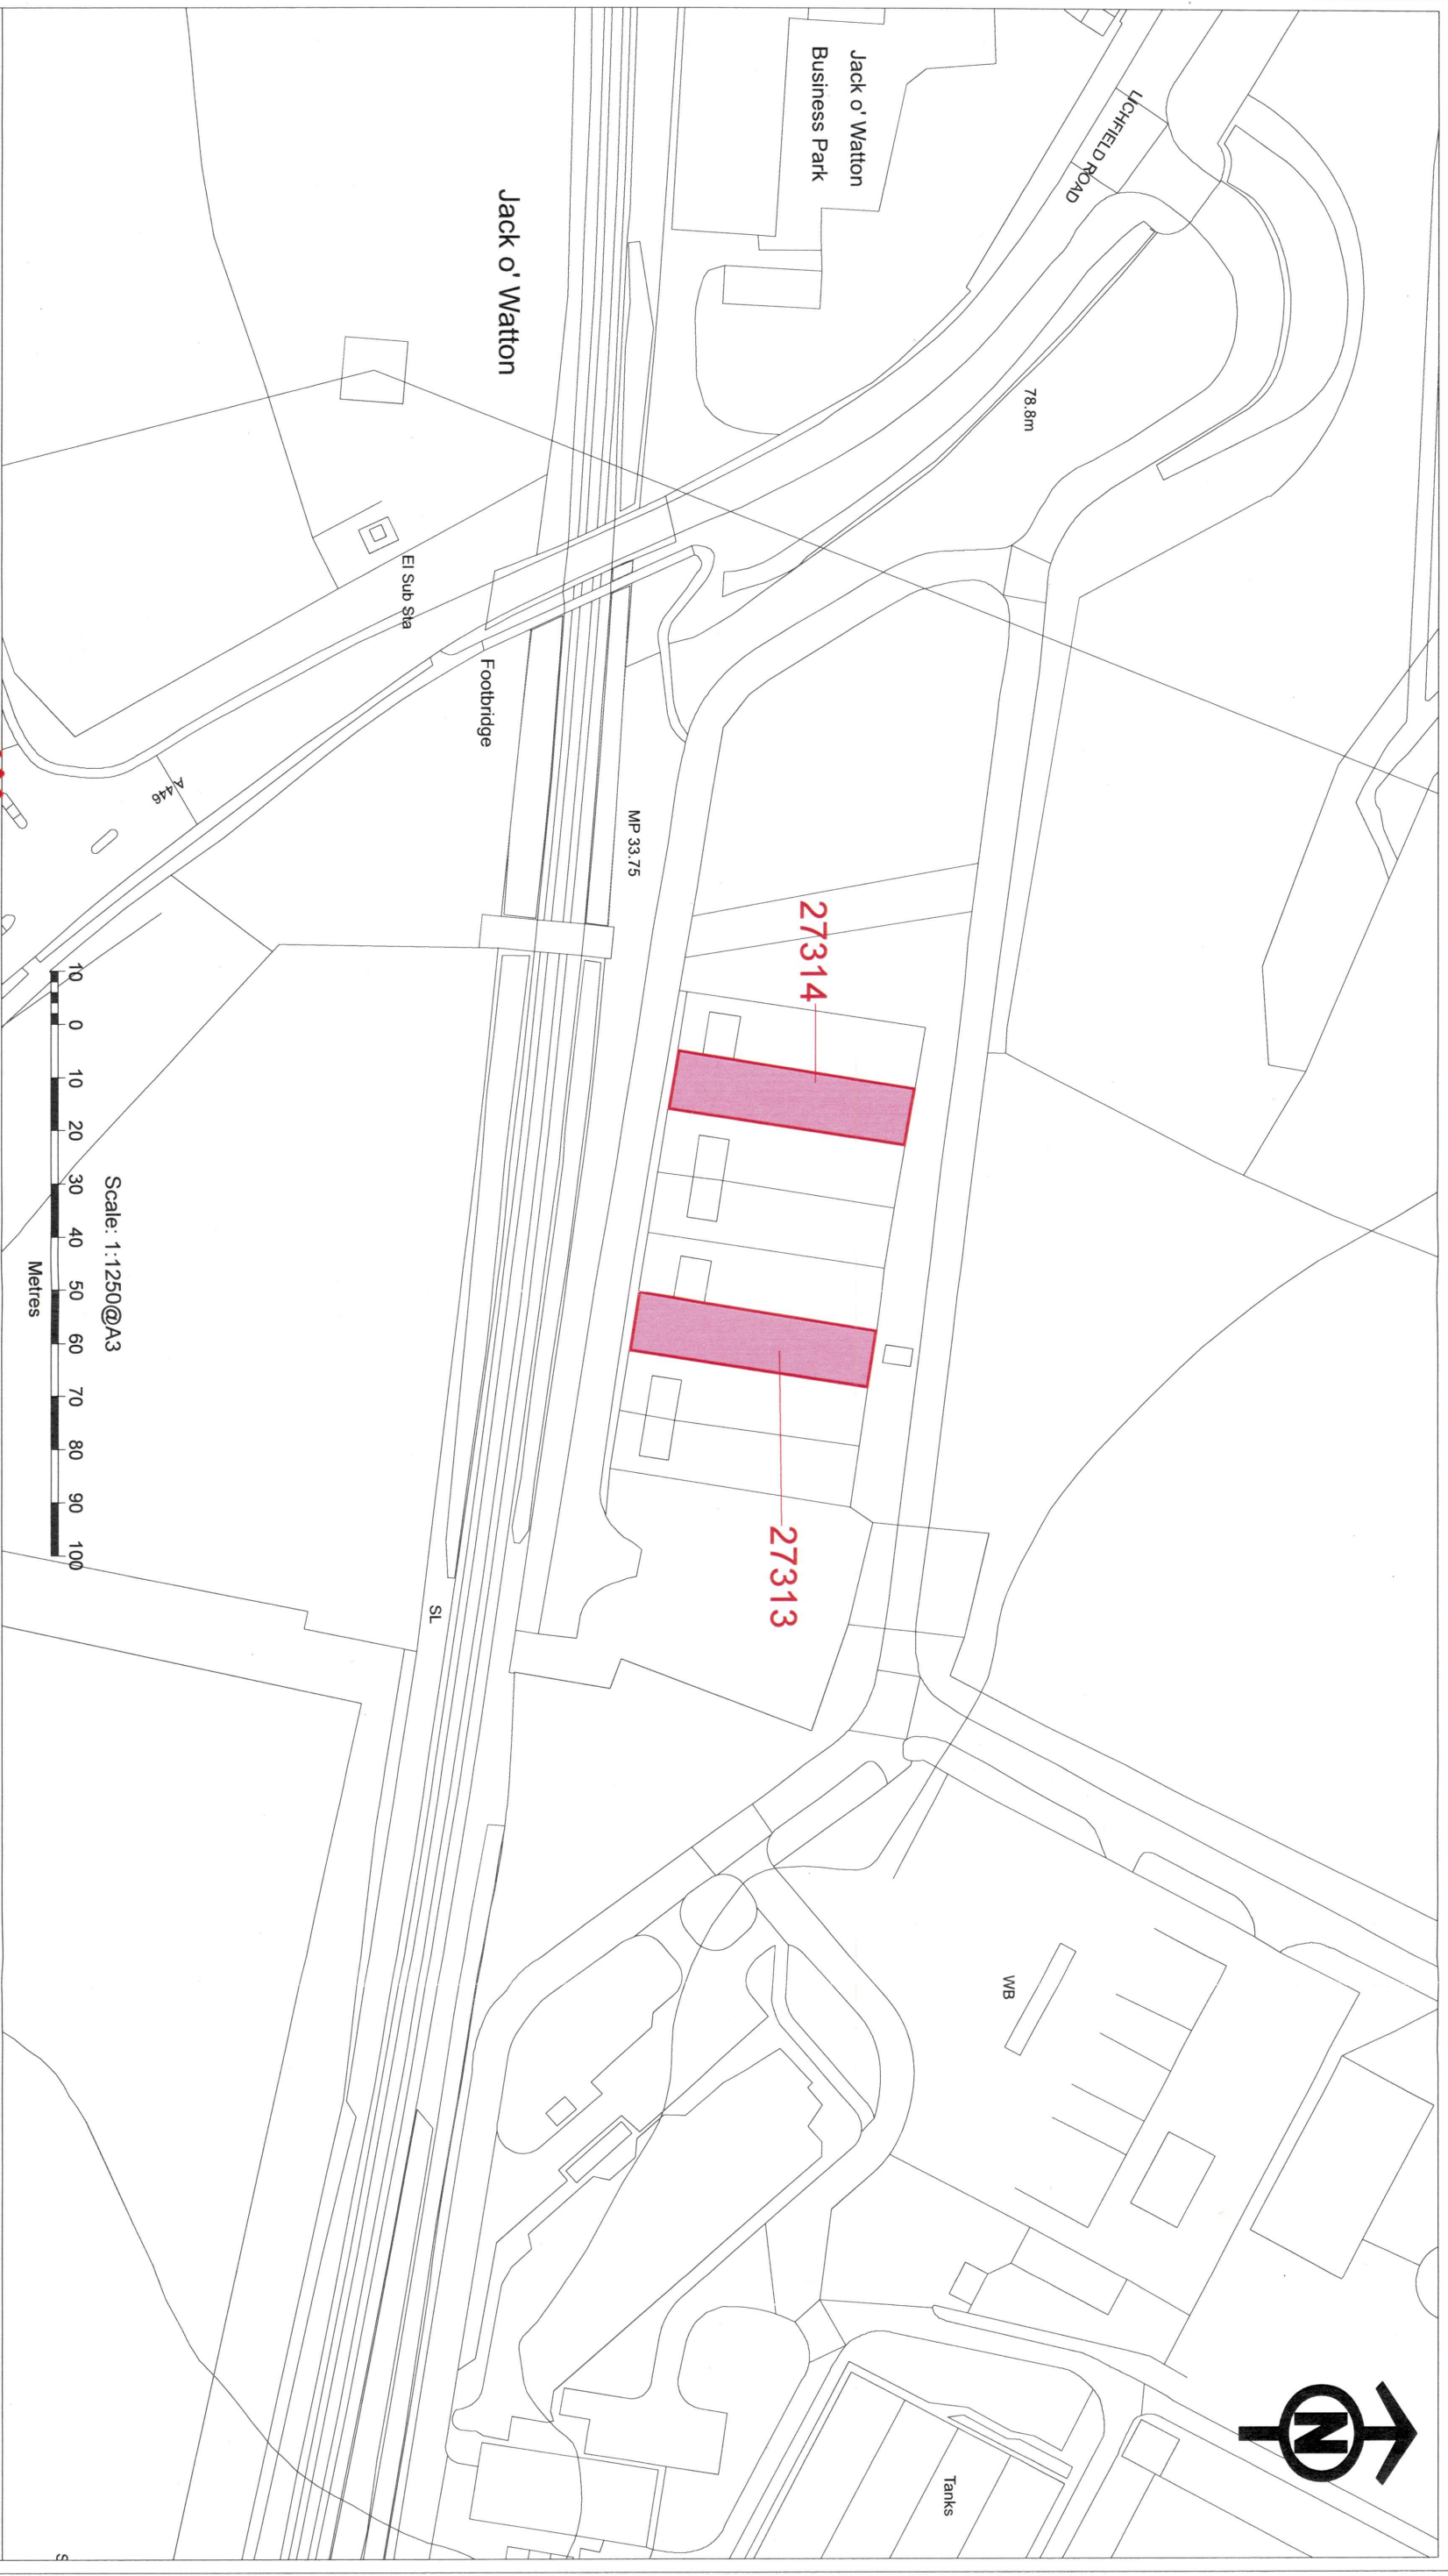 LICHFIELD ROAD
Jack o' Watton
Business Park
Jack o' Watton
78.8m
El Sub Sta
Footbridge
A 446
MP 33.75
27314
27313
SL
WB
Tanks
N
Scale: 1:1250@A3
10 0 10 20 30 40 50 60 70 80 90 100
Metres